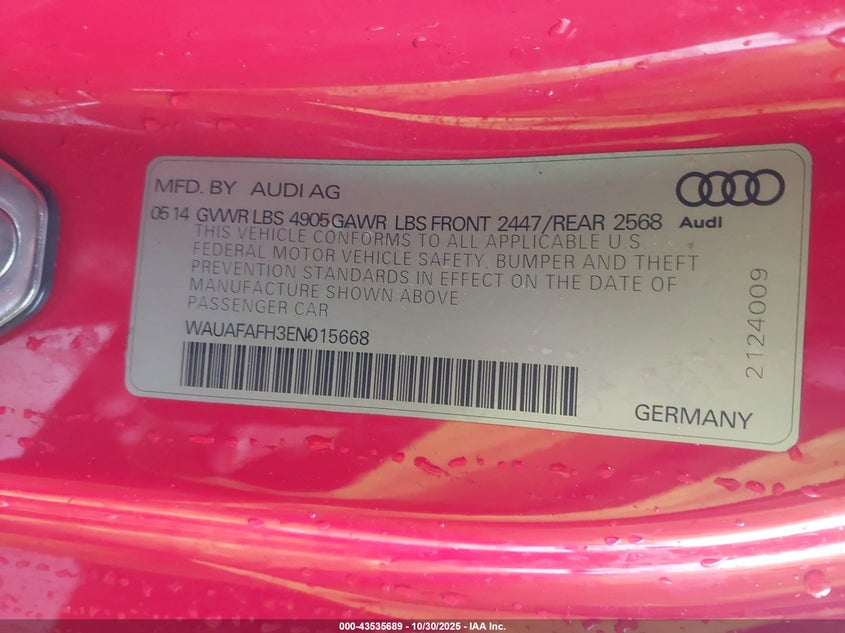 MFD. BY AUDI AG
05 14 GVWR LBS 4905 GAWR LBS FRONT 2447/REAR 2568
Audi
THIS VEHICLE CONFORMS TO ALL APPLICABLE U.S.
FEDERAL MOTOR VEHICLE SAFETY, BUMPER AND THEFT
PREVENTION STANDARDS IN EFFECT ON THE DATE OF
MANUFACTURE SHOWN ABOVE
PASSENGER CAR
WAUAFAFH3EN015668
2124009
GERMANY
000-43535689 - 10/30/2025 - IAA Inc.